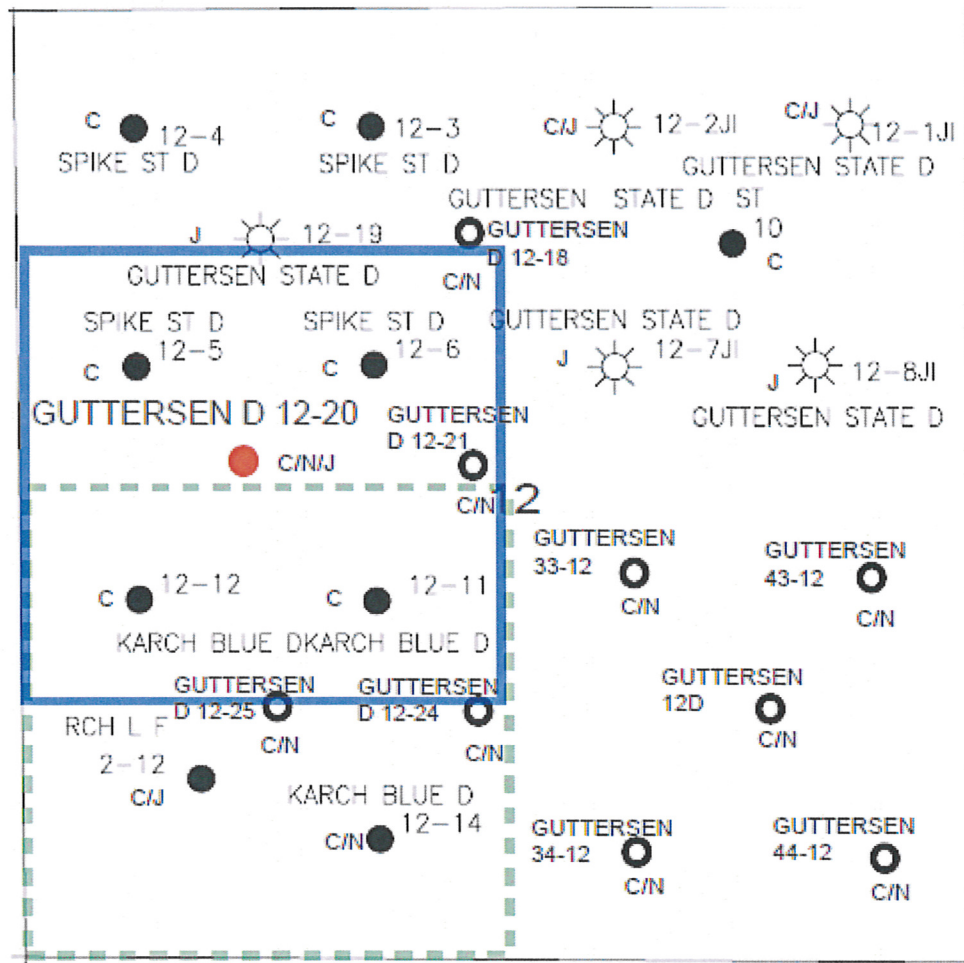 C 12-4
SPIKE ST D
C 12-3
SPIKE ST D
C/J 12-2JI
GUTTERSEN STATE D ST
C/J 12-1JI
GUTTERSEN STATE D
10
C
J 12-19
GUTTERSEN STATE D
GUTTERSEN
D 12-18
C/N
SPIKE ST D
C 12-5
SPIKE ST D
C 12-6
GUTTERSEN STATE D
J 12-7JI
J 12-8JI
GUTTERSEN STATE D
GUTTERSEN D 12-20
C/N/J
GUTTERSEN
D 12-21
C/N
12
C 12-12
KARCH BLUE D
C 12-11
KARCH BLUE D
GUTTERSEN
33-12
C/N
GUTTERSEN
43-12
C/N
GUTTERSEN
D 12-25
C/N
GUTTERSEN
D 12-24
C/N
GUTTERSEN
12D
C/N
RCH L F
2-12
C/J
KARCH BLUE D
C/N 12-14
GUTTERSEN
34-12
C/N
GUTTERSEN
44-12
C/N